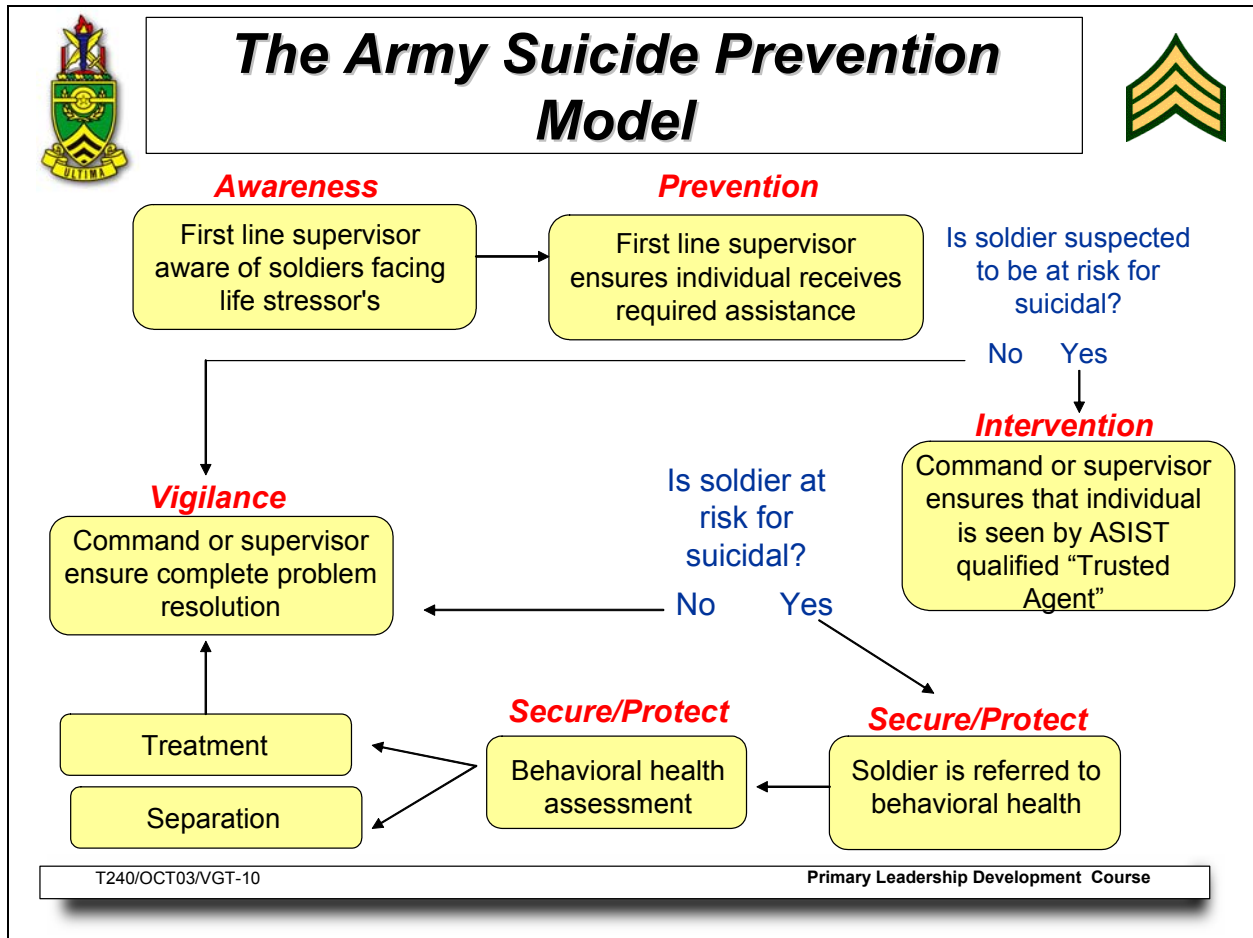 The Army Suicide Prevention
Model
ULTIMA
Awareness
First line supervisor
aware of soldiers facing
life stressor's
Prevention
First line supervisor
ensures individual receives
required assistance
Is soldier suspected
to be at risk for
suicidal?
No Yes
Intervention
Command or supervisor
ensures that individual
is seen by ASIST
qualified “Trusted
Agent”
Vigilance
Command or supervisor
ensure complete problem
resolution
Is soldier at
risk for
suicidal?
No Yes
Secure/Protect
Soldier is referred to
behavioral health
Secure/Protect
Behavioral health
assessment
Treatment
Separation
T240/OCT03/VGT-10
Primary Leadership Development Course